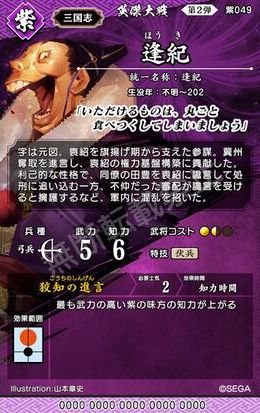 紫 三国志 英傑大戦 第2弾 紫049
ほう き
逢紀
統一名称：逢紀
生没年：不明～202
「いただけるものは、丸ごと
食べつくしてしまいましょう」
字は元図。袁紹を旗揚げ期から支えた参謀。冀州
奪取を進言し、袁紹の権力基盤構築に貢献した。
利己的な性格で、同僚の田豊を袁紹に讒言して処
刑に追い込む一方、不仲だった審配が讒言を受け
ると擁護するなど、軍内に混乱を招いた。
兵種 武力 知力 武将コスト
弓兵 5 6 特技 伏兵
こうちのしんげん
狡知の進言 必要士気 2 効果時間 知力時間
最も武力の高い紫の味方の知力が上がる
効果範囲
Illustration:山本章史 ©SEGA
0000-0000-0000-0000-0000